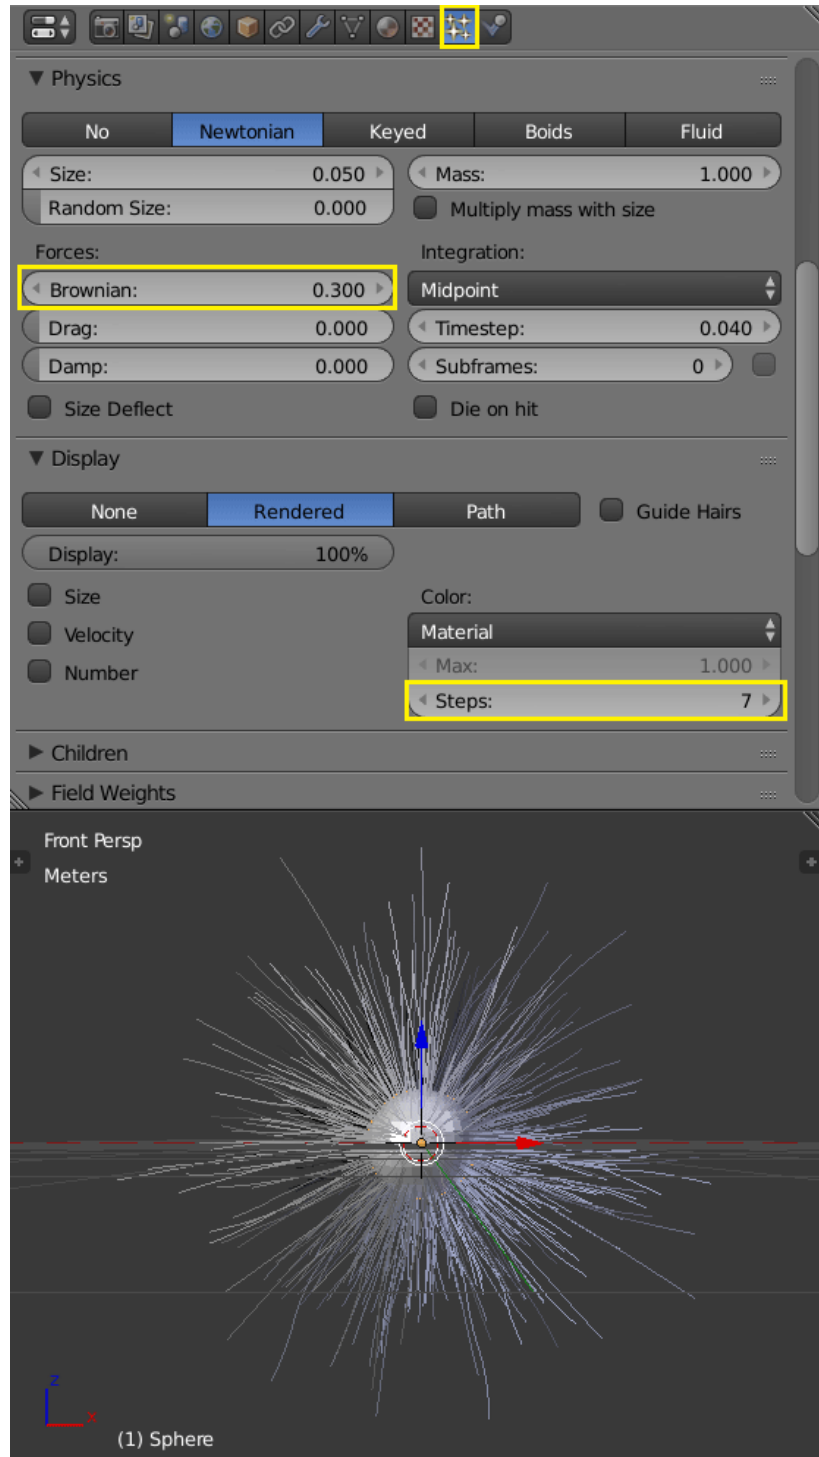 Physics
No Newtonian Keyed Boids Fluid
Size: 0.050 Mass: 1.000
Random Size: 0.000 Multiply mass with size
Forces: Integration:
Brownian: 0.300 Midpoint
Drag: 0.000 Timestep: 0.040
Damp: 0.000 Subframes: 0
Size Deflect Die on hit
Display
None Rendered Path Guide Hairs
Display: 100%
Size Color:
Velocity Material
Number Max: 1.000
Steps: 7
Children
Field Weights
Front Persp
Meters
z
x
(1) Sphere